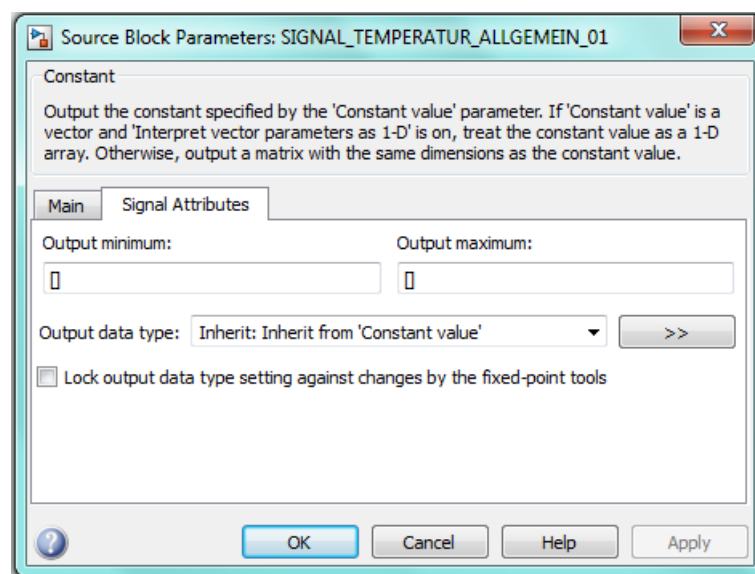 Source Block Parameters: SIGNAL_TEMPERATUR_ALLGEMEIN_01
Constant
Output the constant specified by the 'Constant value' parameter. If 'Constant value' is a
vector and 'Interpret vector parameters as 1-D' is on, treat the constant value as a 1-D
array. Otherwise, output a matrix with the same dimensions as the constant value.
Main Signal Attributes
Output minimum: Output maximum:
[] []
Output data type: Inherit: Inherit from 'Constant value' >>
Lock output data type setting against changes by the fixed-point tools
? OK Cancel Help Apply